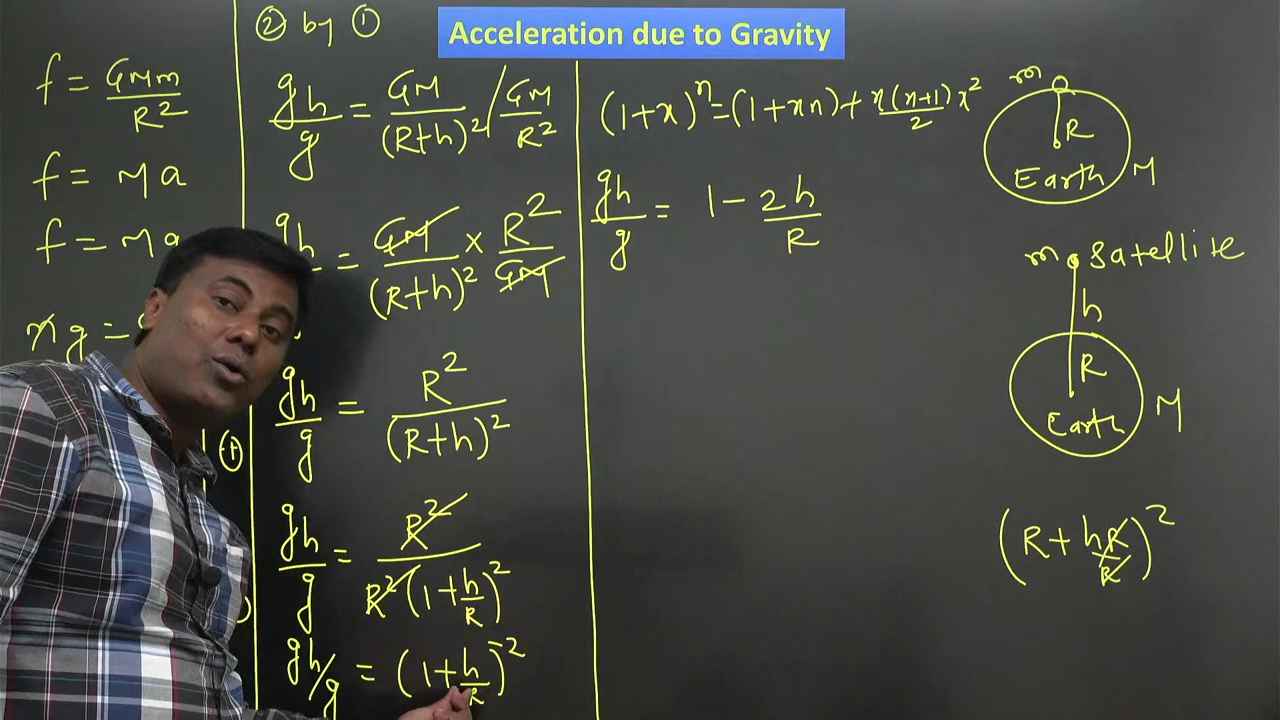 Acceleration due to Gravity
f = GMm/R²
f = Ma
f = Ma
mg =
①
② by ①
gh/g = GM/(R+h)² / GM/R²
gh = GM/(R+h)² × R²/GM
gh/g = R²/(R+h)²
gh/g = R²/R²(1+h/R)²
gh/g = (1+h/R)⁻²
(1+x)ⁿ=(1+xn)+ n(n+1)x²/2
gh/g = 1-2h/R
m
R
Earth M
m satellite
h
R
Earth M
(R+hR/R)²